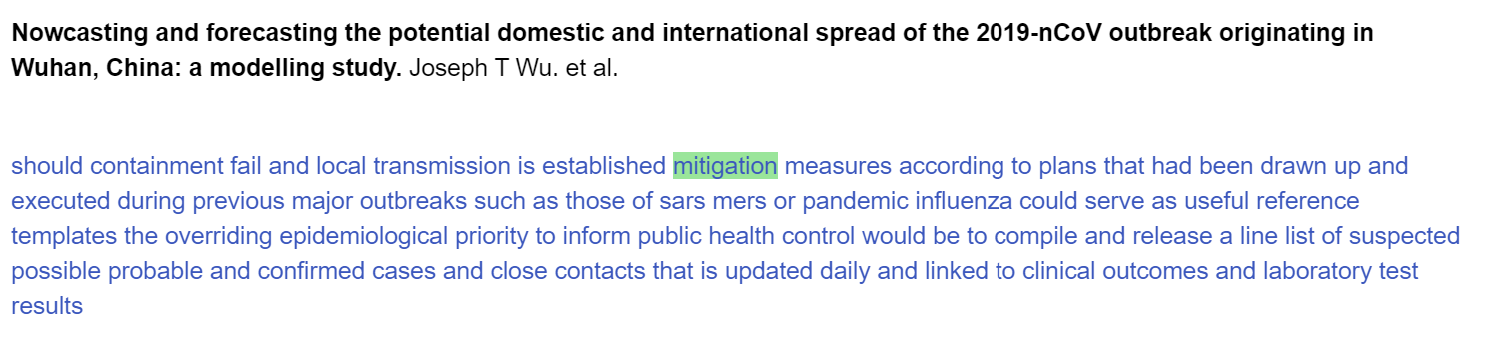 Nowcasting and forecasting the potential domestic and international spread of the 2019-nCoV outbreak originating in
Wuhan, China: a modelling study. Joseph T Wu. et al.
should containment fail and local transmission is established mitigation measures according to plans that had been drawn up and
executed during previous major outbreaks such as those of sars mers or pandemic influenza could serve as useful reference
templates the overriding epidemiological priority to inform public health control would be to compile and release a line list of suspected
possible probable and confirmed cases and close contacts that is updated daily and linked to clinical outcomes and laboratory test
results